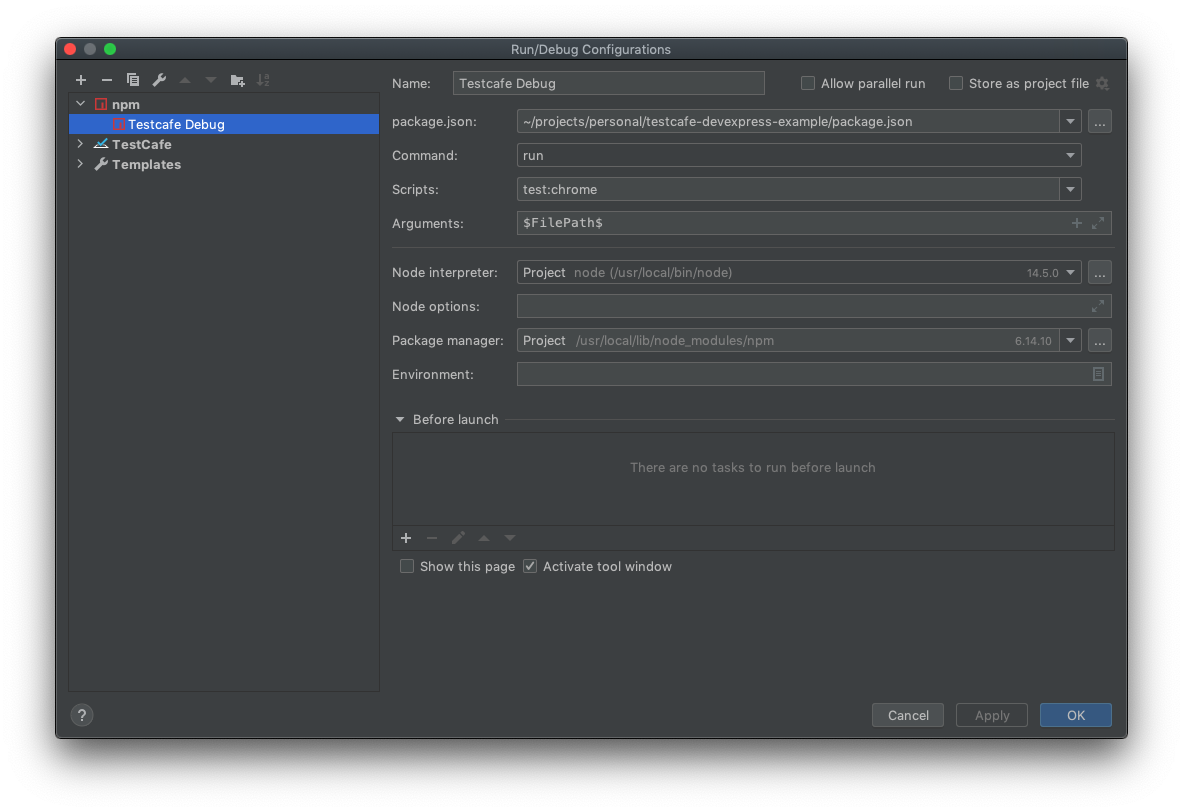 Run/Debug Configurations
npm
Testcafe Debug
TestCafe
Templates
Name: Testcafe Debug Allow parallel run Store as project file
package.json: ~/projects/personal/testcafe-devexpress-example/package.json ...
Command: run
Scripts: test:chrome
Arguments: $FilePath$
Node interpreter: Project node (/usr/local/bin/node) 14.5.0 ...
Node options:
Package manager: Project /usr/local/lib/node_modules/npm 6.14.10 ...
Environment:
Before launch
There are no tasks to run before launch
Show this page Activate tool window
? Cancel Apply OK